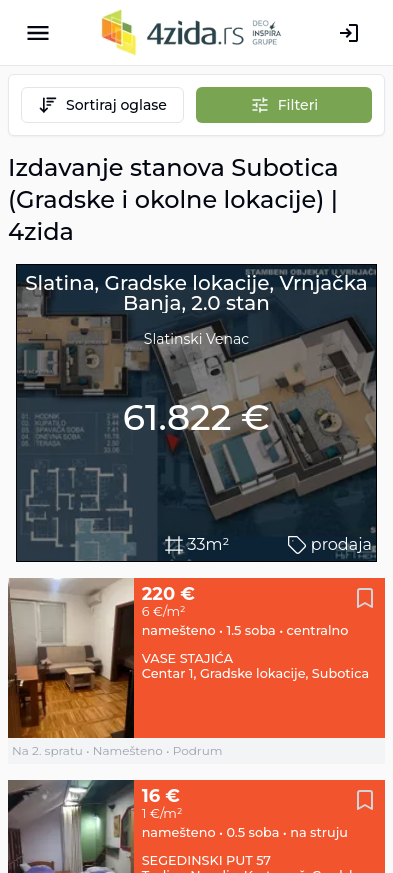 4zida.rs
DEO
INSPIRA
GRUPE
Sortiraj oglase
Filteri
Izdavanje stanova Subotica
(Gradske i okolne lokacije) |
4zida
STAMBENI OBJEKAT U VRNJAČ
Slatina, Gradske lokacije, Vrnjačka
Banja, 2.0 stan
Slatinski Venac
61.822 €
33m²
prodaja
220 €
6 €/m²
namešteno • 1.5 soba • centralno
VASE STAJIĆA
Centar 1, Gradske lokacije, Subotica
Na 2. spratu • Namešteno • Podrum
16 €
1 €/m²
namešteno • 0.5 soba • na struju
SEGEDINSKI PUT 57